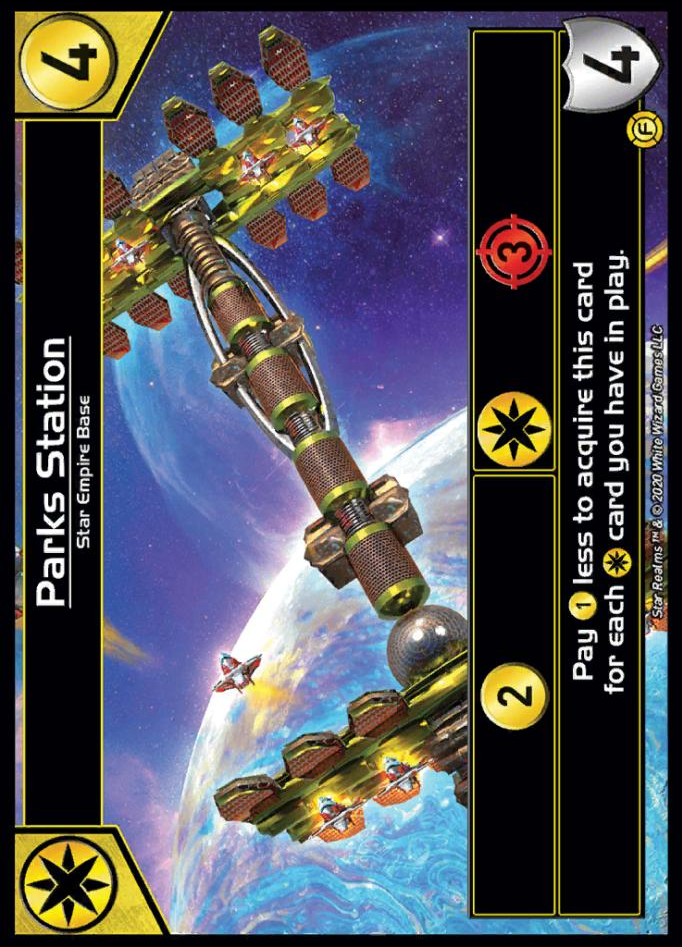 Parks Station
4
Star Empire Base
2
3
Pay 1 less to acquire this card
for each card you have in play.
4
F
Star Realms™ & © 2020 White Wizard Games LLC